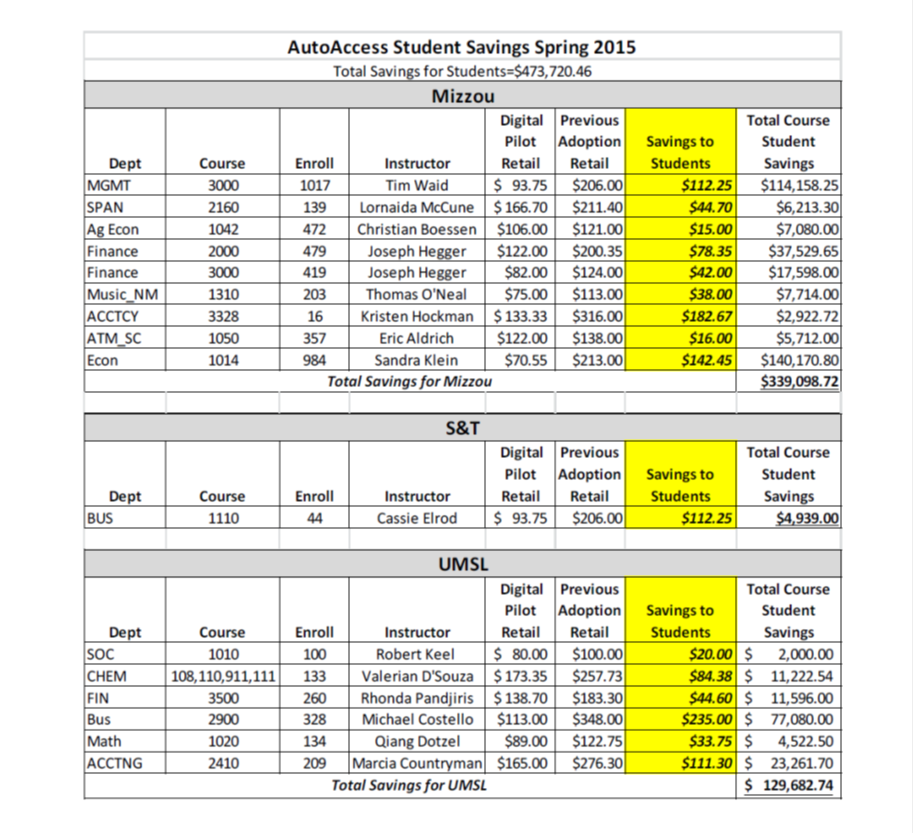 AutoAccess Student Savings Spring 2015
Total Savings for Students=$473,720.46
Mizzou
Dept Course Enroll Instructor Digital Pilot Retail Previous Adoption Retail Savings to Students Total Course Student Savings
MGMT 3000 1017 Tim Waid $ 93.75 $206.00 $112.25 $114,158.25
SPAN 2160 139 Lornaida McCune $ 166.70 $211.40 $44.70 $6,213.30
Ag Econ 1042 472 Christian Boessen $106.00 $121.00 $15.00 $7,080.00
Finance 2000 479 Joseph Hegger $122.00 $200.35 $78.35 $37,529.65
Finance 3000 419 Joseph Hegger $82.00 $124.00 $42.00 $17,598.00
Music_NM 1310 203 Thomas O'Neal $75.00 $113.00 $38.00 $7,714.00
ACCTCY 3328 16 Kristen Hockman $ 133.33 $316.00 $182.67 $2,922.72
ATM_SC 1050 357 Eric Aldrich $122.00 $138.00 $16.00 $5,712.00
Econ 1014 984 Sandra Klein $70.55 $213.00 $142.45 $140,170.80
Total Savings for Mizzou $339,098.72
S&T
Dept Course Enroll Instructor Digital Pilot Retail Previous Adoption Retail Savings to Students Total Course Student Savings
BUS 1110 44 Cassie Elrod $ 93.75 $206.00 $112.25 $4,939.00
UMSL
Dept Course Enroll Instructor Digital Pilot Retail Previous Adoption Retail Savings to Students Total Course Student Savings
SOC 1010 100 Robert Keel $ 80.00 $100.00 $20.00 $ 2,000.00
CHEM 108,110,911,111 133 Valerian D'Souza $ 173.35 $257.73 $84.38 $ 11,222.54
FIN 3500 260 Rhonda Pandjiris $ 138.70 $183.30 $44.60 $ 11,596.00
Bus 2900 328 Michael Costello $113.00 $348.00 $235.00 $ 77,080.00
Math 1020 134 Qiang Dotzel $89.00 $122.75 $33.75 $ 4,522.50
ACCTNG 2410 209 Marcia Countryman $165.00 $276.30 $111.30 $ 23,261.70
Total Savings for UMSL $ 129,682.74